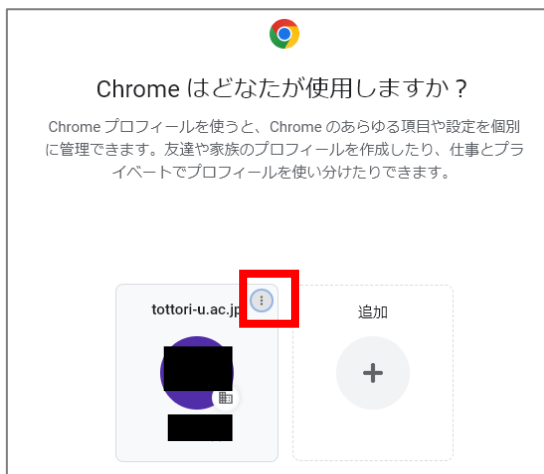 Chrome はどなたが使用しますか？
Chrome プロフィールを使うと、Chrome のあらゆる項目や設定を個別
に管理できます。友達や家族のプロフィールを作成したり、仕事とプラ
イベートでプロフィールを使い分けたりできます。
tottori-u.ac.jp
追加